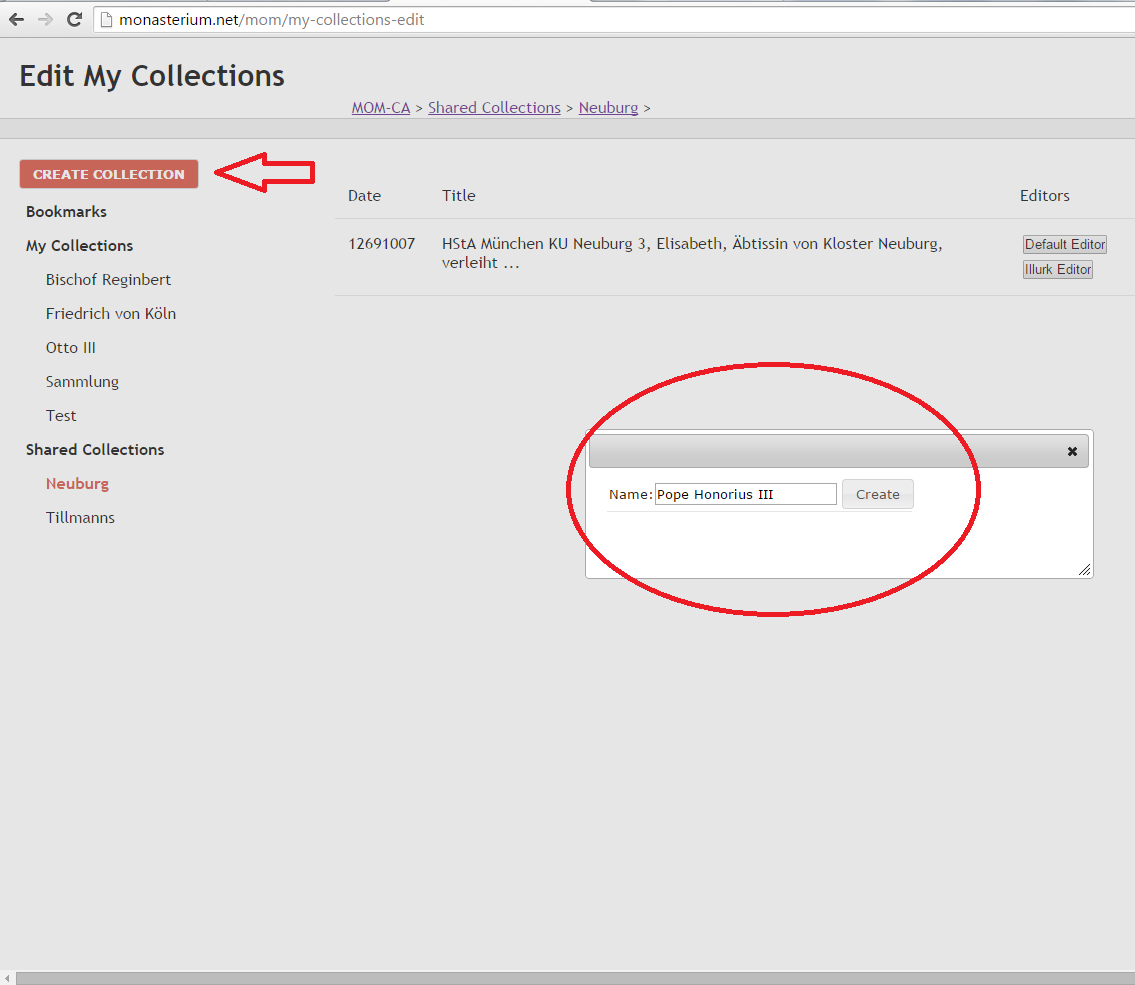 monasterium.net/mom/my-collections-edit
Edit My Collections
MOM-CA > Shared Collections > Neuburg >
CREATE COLLECTION
Bookmarks
My Collections
Bischof Reginbert
Friedrich von Köln
Otto III
Sammlung
Test
Shared Collections
Neuburg
Tillmanns
Date Title Editors
12691007 HStA München KU Neuburg 3, Elisabeth, Äbtissin von Kloster Neuburg, Default Editor
verleiht ... Illurk Editor
Name: Pope Honorius III Create